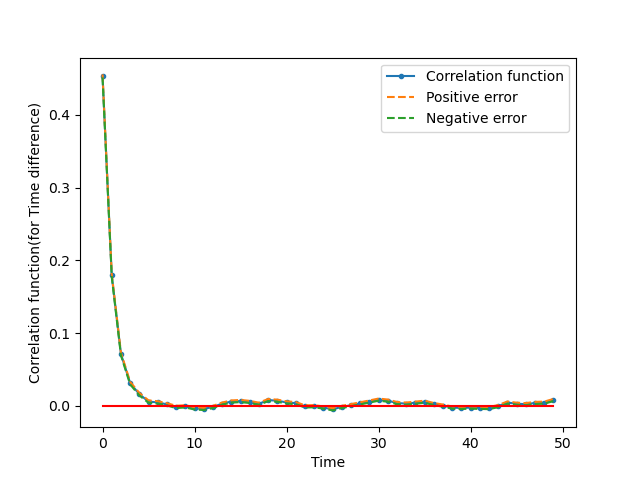 Correlation function
Positive error
Negative error
Correlation function(for Time difference)
0.4
0.3
0.2
0.1
0.0
0 10 20 30 40 50
Time